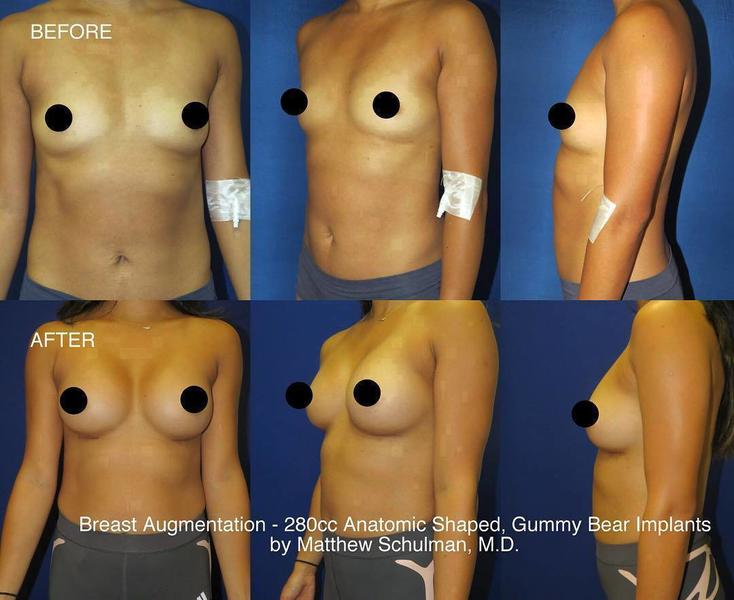 BEFORE
AFTER
Breast Augmentation - 280cc Anatomic Shaped, Gummy Bear Implants
by Matthew Schulman, M.D.